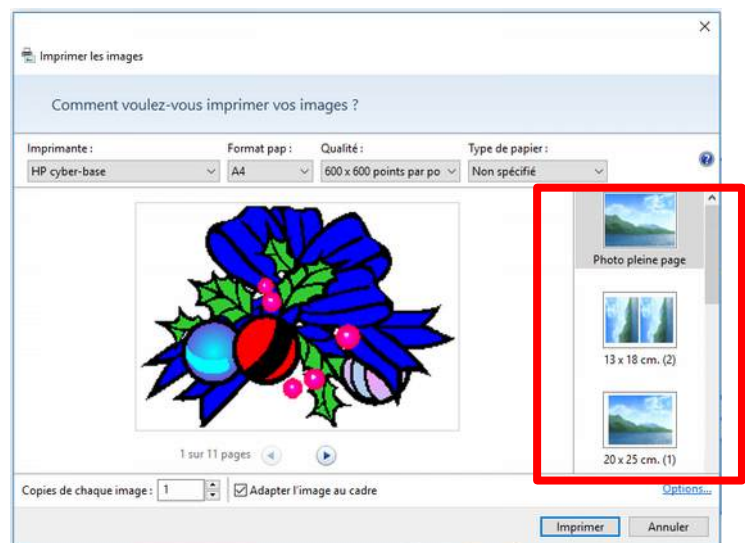 Imprimer les images
Comment voulez-vous imprimer vos images ?
Imprimante : Format pap : Qualité : Type de papier :
HP cyber-base A4 600 x 600 points par po Non spécifié
Photo pleine page
13 x 18 cm. (2)
20 x 25 cm. (1)
1 sur 11 pages
Copies de chaque image : 1 Adapter l'image au cadre Options...
Imprimer Annuler